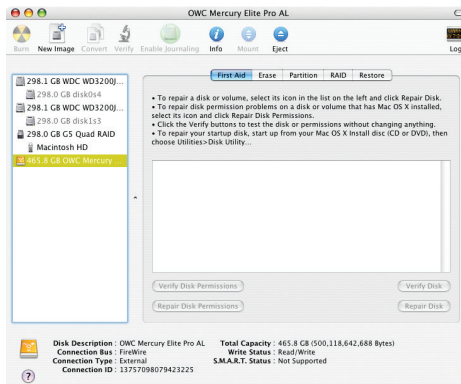 OWC Mercury Elite Pro AL
Burn New Image Convert Verify Enable Journaling Info Mount Eject Log
298.1 GB WDC WD3200J...
298.0 GB disk0s4
298.1 GB WDC WD3200J...
298.0 GB disk1s3
298.0 GB G5 Quad RAID
Macintosh HD
465.8 GB OWC Mercury
First Aid Erase Partition RAID Restore
• To repair a disk or volume, select its icon in the list on the left and click Repair Disk.
• To repair disk permission problems on a disk or volume that has Mac OS X installed,
select its icon and click Repair Disk Permissions.
• Click the Verify buttons to test the disk or permissions without changing anything.
• To repair your startup disk, start up from your Mac OS X Install disc (CD or DVD), then
choose Utilities>Disk Utility...
Verify Disk Permissions Verify Disk
Repair Disk Permissions Repair Disk
Disk Description : OWC Mercury Elite Pro AL Total Capacity : 465.8 GB (500,118,642,688 Bytes)
Connection Bus : FireWire Write Status : Read/Write
Connection Type : External S.M.A.R.T. Status : Not Supported
Connection ID : 13757098079423225
?